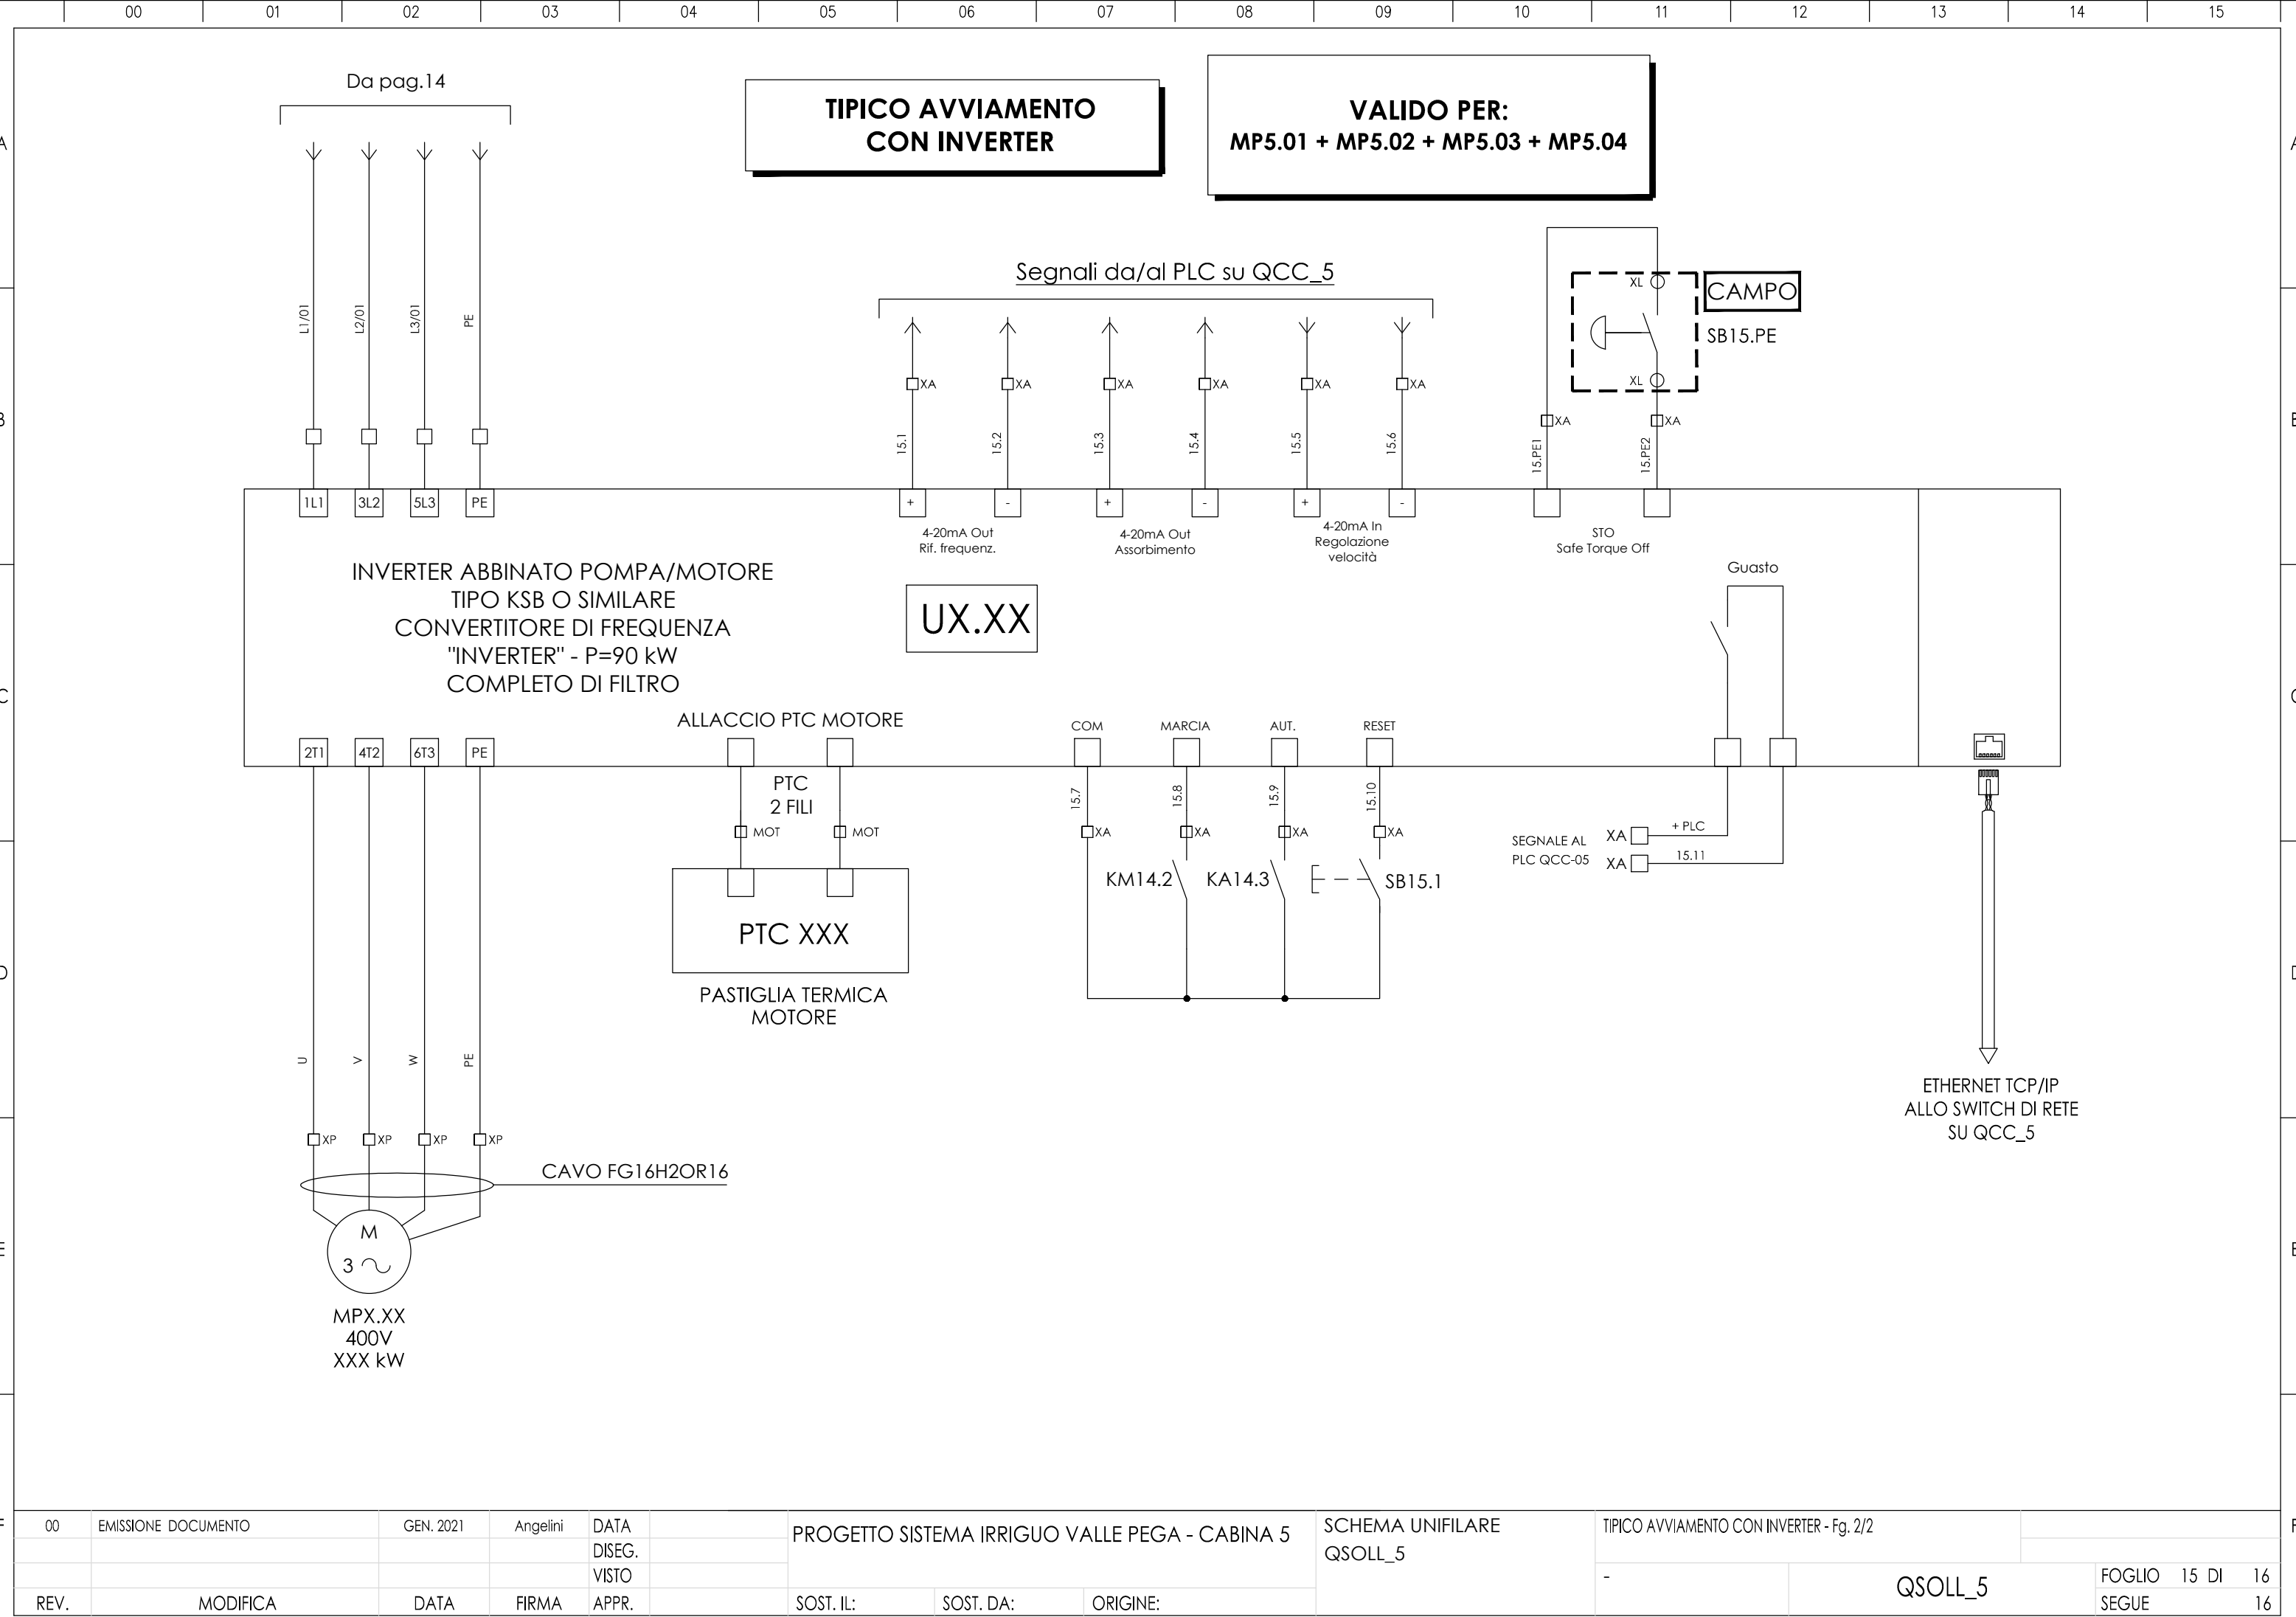 00 01 02 03 04 05 06 07 08 09 10 11 12 13 14 15
Da pag.14
TIPICO AVVIAMENTO
CON INVERTER
VALIDO PER:
MP5.01 + MP5.02 + MP5.03 + MP5.04
A
A
Segnali da/al PLC su QCC_5
XL
CAMPO
SB15.PE
XL
L1/01 L2/01 L3/01 PE
XA XA XA XA XA XA
XA XA
B
B
15.1 15.2 15.3 15.4 15.5 15.6 15.PE1 15.PE2
1L1 3L2 5L3 PE
+ - + - + -
4-20mA Out
Rif. frequenz.
4-20mA Out
Assorbimento
4-20mA In
Regolazione
velocità
STO
Safe Torque Off
INVERTER ABBINATO POMPA/MOTORE
TIPO KSB O SIMILARE
CONVERTITORE DI FREQUENZA
"INVERTER" - P=90 kW
COMPLETO DI FILTRO
UX.XX
Guasto
C
C
ALLACCIO PTC MOTORE
COM MARCIA AUT. RESET
2T1 4T2 6T3 PE
PTC
2 FILI
MOT MOT
15.7 15.8 15.9 15.10
XA XA XA XA
SEGNALE AL
PLC QCC-05
XA + PLC
XA 15.11
KM14.2 KA14.3 SB15.1
PTC XXX
PASTIGLIA TERMICA
MOTORE
D
D
U V W PE
ETHERNET TCP/IP
ALLO SWITCH DI RETE
SU QCC_5
XP XP XP XP
CAVO FG16H2OR16
M
3
E
E
MPX.XX
400V
XXX kW
F
F
00 EMISSIONE DOCUMENTO GEN. 2021 Angelini DATA
DISEG.
VISTO
REV. MODIFICA DATA FIRMA APPR.
PROGETTO SISTEMA IRRIGUO VALLE PEGA - CABINA 5
SOST. IL: SOST. DA: ORIGINE:
SCHEMA UNIFILARE
QSOLL_5
TIPICO AVVIAMENTO CON INVERTER - Fg. 2/2
-
QSOLL_5
FOGLIO 15 DI 16
SEGUE 16